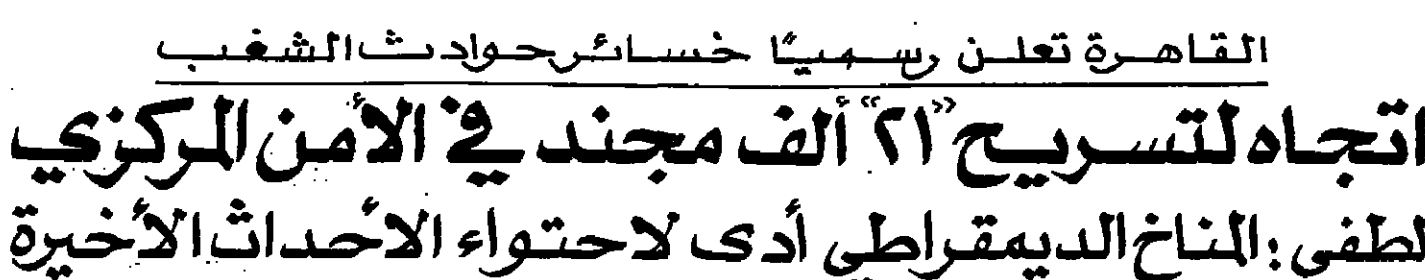 القاهرة تعلن رسميًا خسائر حوادث الشغب
اتجاه لتسريح "٢١" ألف مجند في الأمن المركزي
لطفي : المناخ الديمقراطي أدى لاحتواء الأحداث الأخيرة